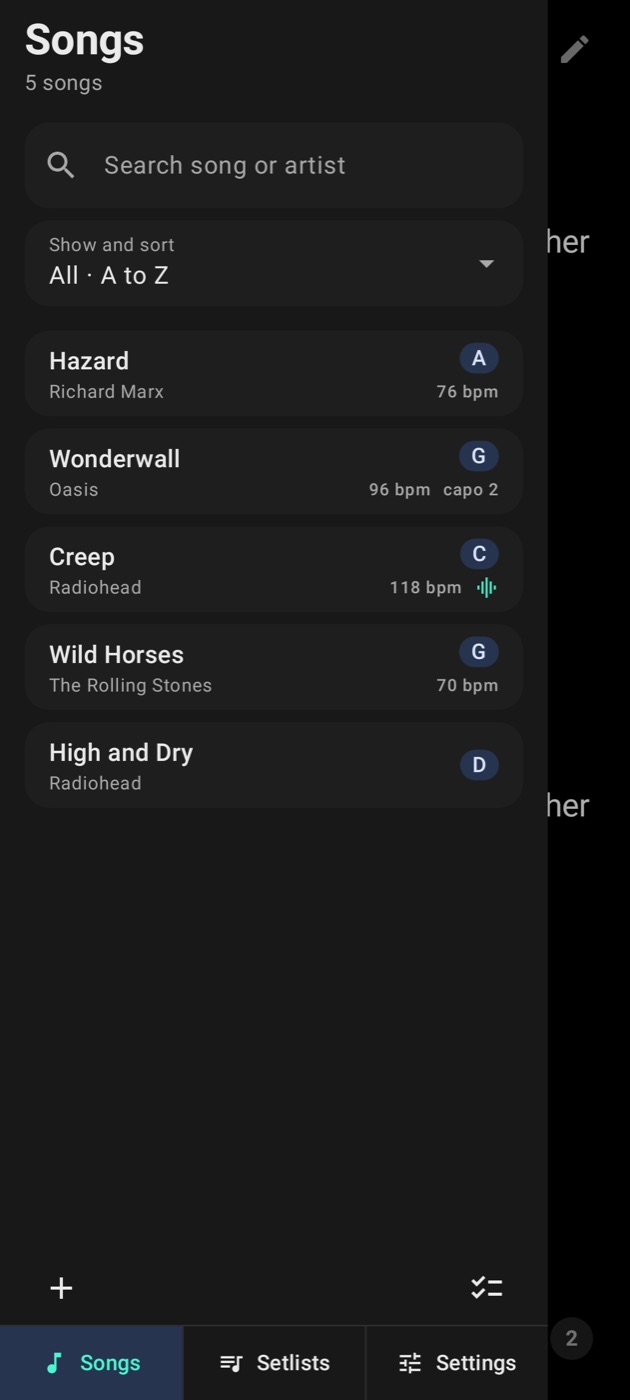 Songs
5 songs
Search song or artist
Show and sort
All · A to Z
Hazard
A
Richard Marx
76 bpm
Wonderwall
G
Oasis
96 bpm capo 2
Creep
C
Radiohead
118 bpm
Wild Horses
G
The Rolling Stones
70 bpm
High and Dry
D
Radiohead
her
her
2
Songs
Setlists
Settings